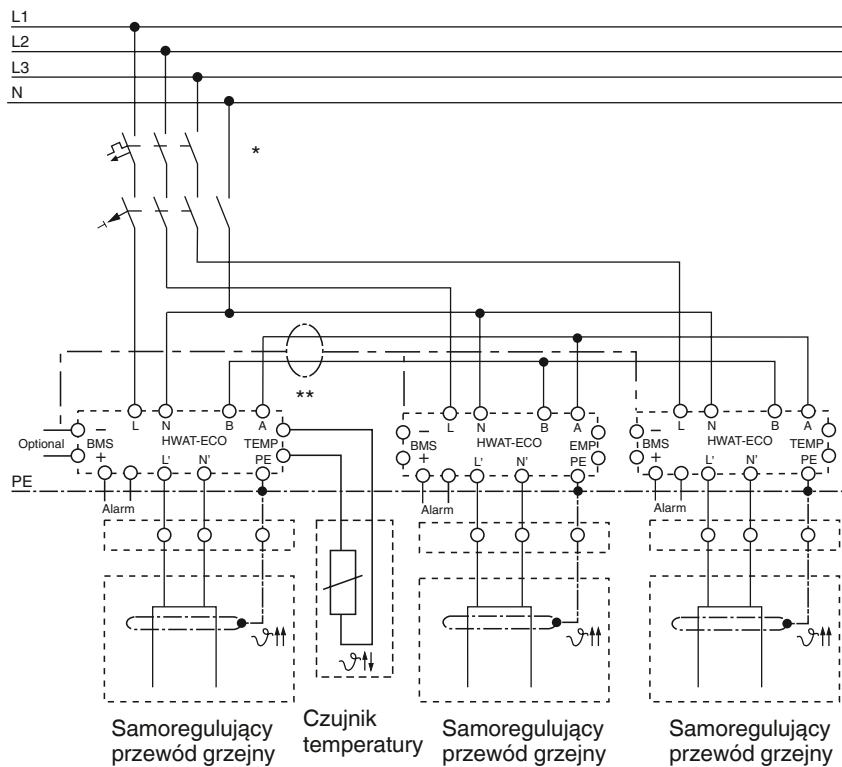 L1
L2
L3
N
*
**
L N B A
Optional
−
BMS
+
HWAT-ECO
TEMP
L' N' PE
Alarm
L N B A
−
BMS
+
HWAT-ECO
EMP
L' N' PE
Alarm
L N B A
−
BMS
+
HWAT-ECO
TEMP
L' N' PE
Alarm
PE
Samoregulujący
przewód grzejny
Czujnik
temperatury
Samoregulujący
przewód grzejny
Samoregulujący
przewód grzejny